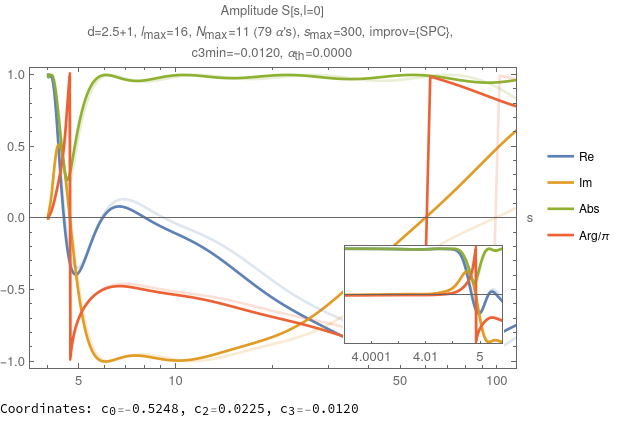 Amplitude S[s,l=0]
d=2.5+1, lmax=16, Nmax=11 (79 α's), smax=300, improv={SPC},
c3min=-0.0120, αth=0.0000
1.0
0.5
0.0
-0.5
-1.0
5
10
50
100
s
4.0001
4.01
5
Re
Im
Abs
Arg/π
Coordinates: c0=-0.5248, c2=0.0225, c3=-0.0120